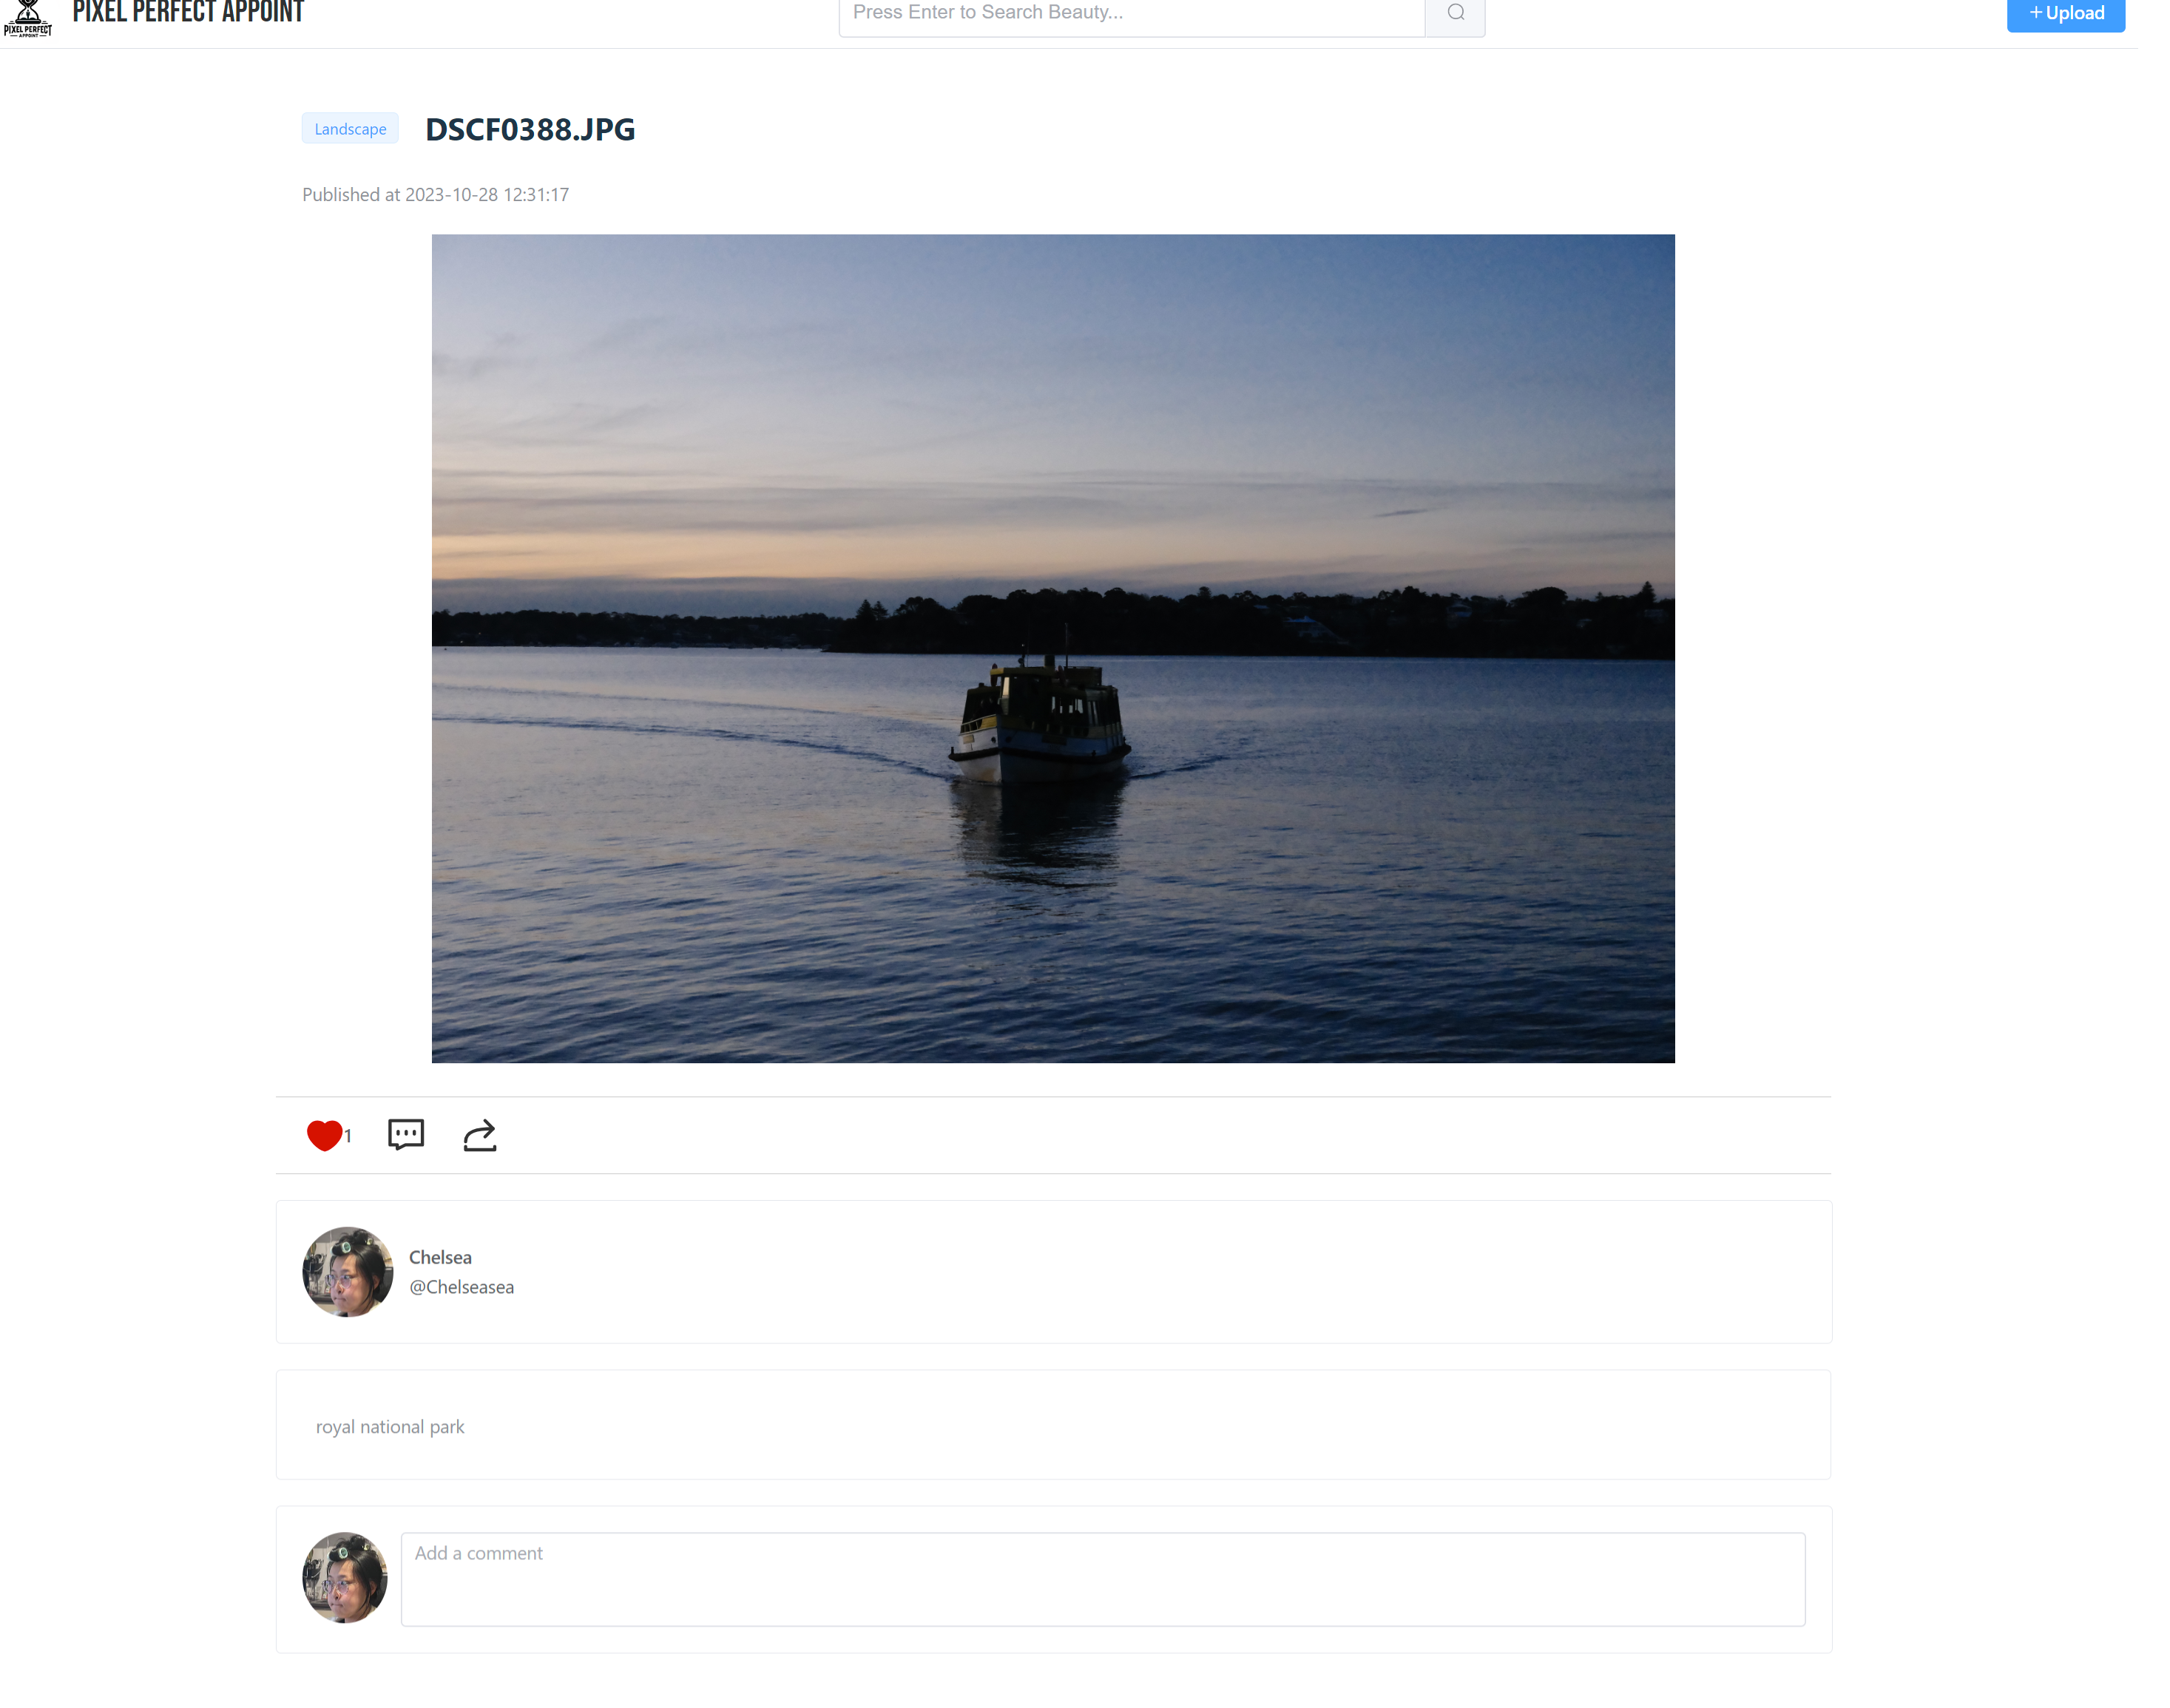 PIXEL PERFECT
APPOINT
PIXEL PERFECT APPOINT
Press Enter to Search Beauty...
+ Upload
Landscape
DSCF0388.JPG
Published at 2023-10-28 12:31:17
1
Chelsea
@Chelseasea
royal national park
Add a comment